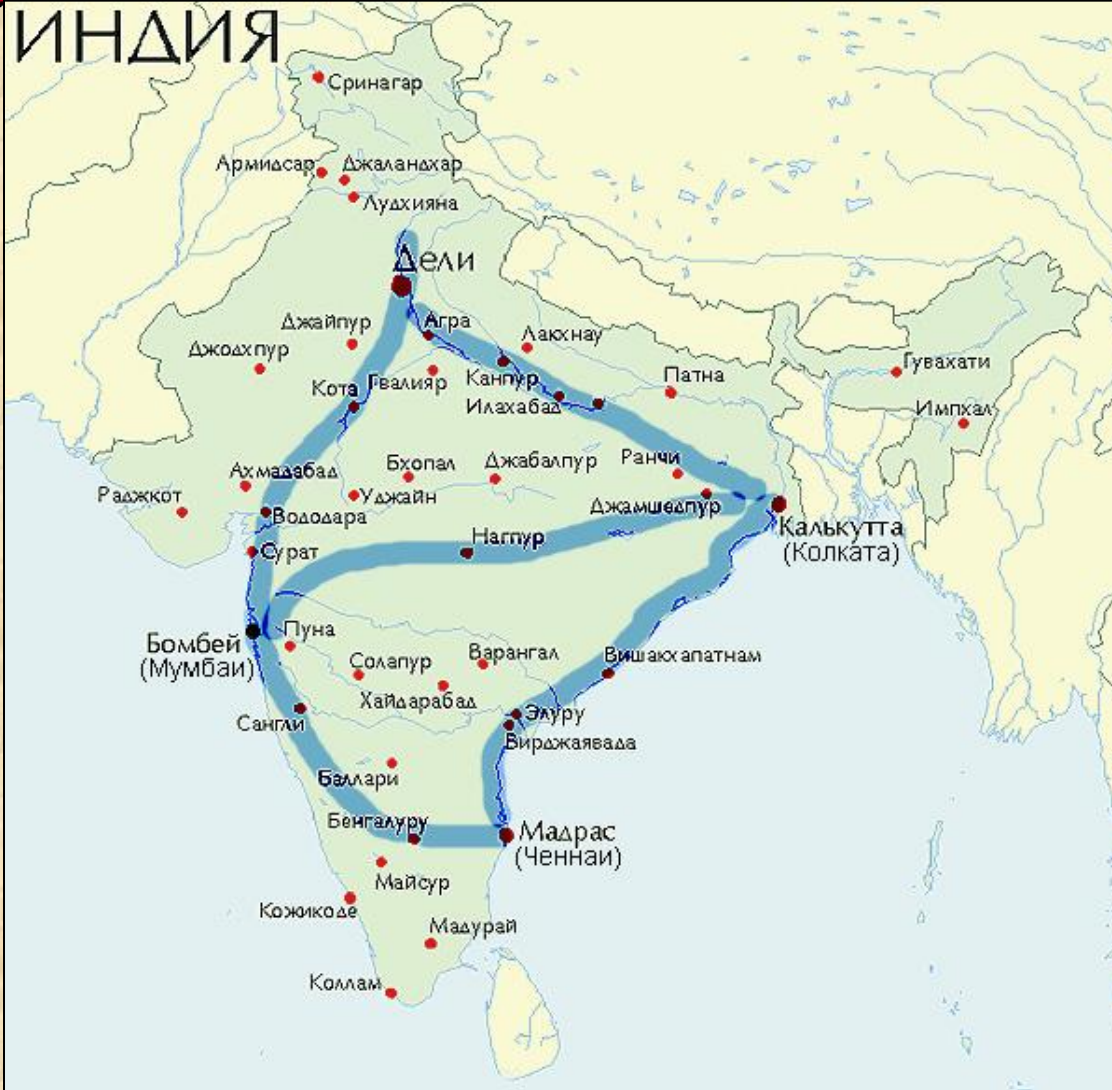 ИНДИЯ
Сринагар
Армидсар
Джаландхар
Лудхияна
Дели
Джайпур
Агра
Лакхнау
Джодхпур
Гвалияр
Канпур
Патна
Гувахати
Кота
Илахабад
Импхал
Ахмадабад
Бхопал
Джабалпур
Ранчи
Раджкот
Уджайн
Джамшедпур
Вододара
Калькутта
(Колката)
Сурат
Нагпур
Бомбей
(Мумбаи)
Пуна
Солапур
Варангал
Вишакхапатнам
Хайдарабад
Сангли
Элуру
Вирджаявада
Баллари
Бенгалуру
Мадрас
(Ченнаи)
Майсур
Кожикоде
Мадурай
Коллам